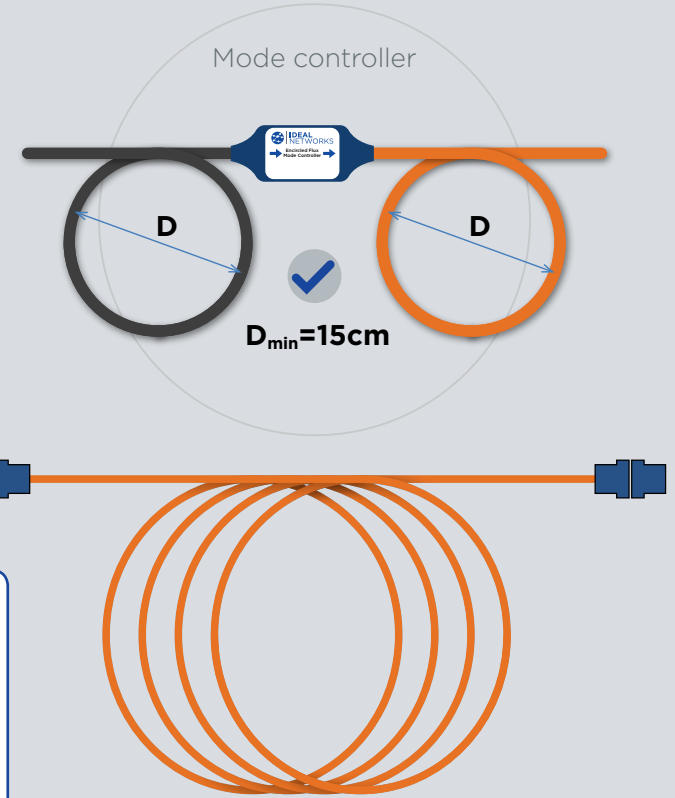 Mode controller
IDEAL
NETWORKS
Encircled Flux
Mode Controller
D
D
Dmin=15cm